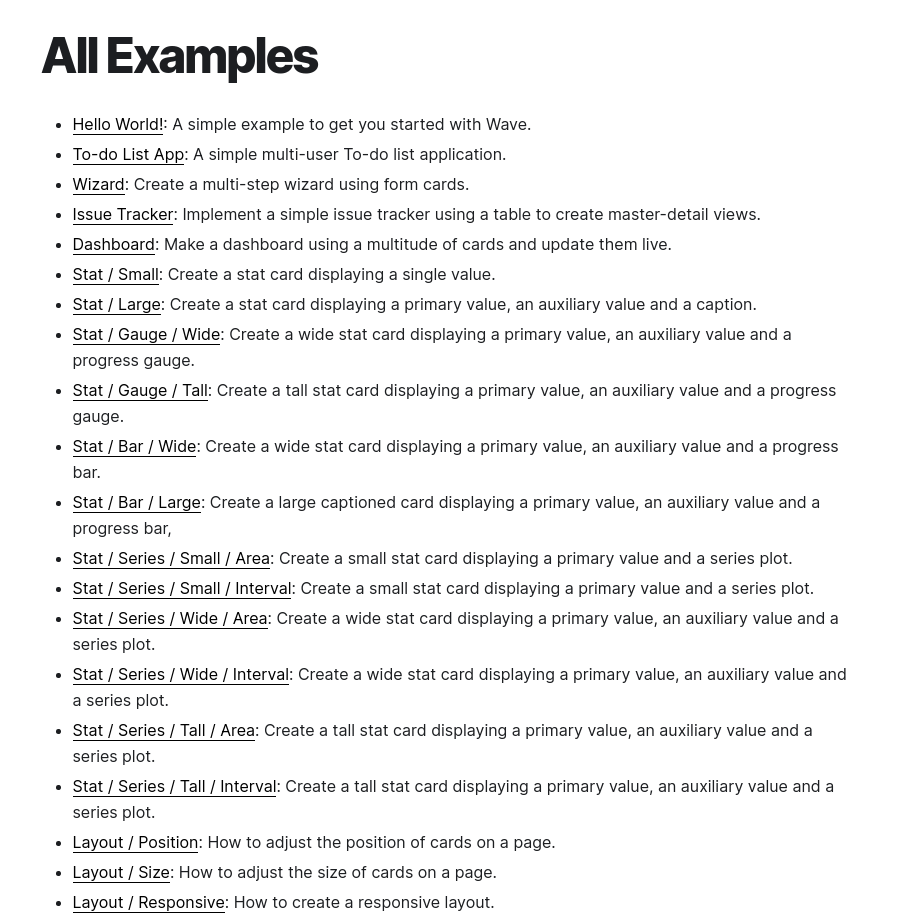 All Examples
Hello World!: A simple example to get you started with Wave.
To-do List App: A simple multi-user To-do list application.
Wizard: Create a multi-step wizard using form cards.
Issue Tracker: Implement a simple issue tracker using a table to create master-detail views.
Dashboard: Make a dashboard using a multitude of cards and update them live.
Stat / Small: Create a stat card displaying a single value.
Stat / Large: Create a stat card displaying a primary value, an auxiliary value and a caption.
Stat / Gauge / Wide: Create a wide stat card displaying a primary value, an auxiliary value and a
progress gauge.
Stat / Gauge / Tall: Create a tall stat card displaying a primary value, an auxiliary value and a progress
gauge.
Stat / Bar / Wide: Create a wide stat card displaying a primary value, an auxiliary value and a progress
bar.
Stat / Bar / Large: Create a large captioned card displaying a primary value, an auxiliary value and a
progress bar,
Stat / Series / Small / Area: Create a small stat card displaying a primary value and a series plot.
Stat / Series / Small / Interval: Create a small stat card displaying a primary value and a series plot.
Stat / Series / Wide / Area: Create a wide stat card displaying a primary value, an auxiliary value and a
series plot.
Stat / Series / Wide / Interval: Create a wide stat card displaying a primary value, an auxiliary value and
a series plot.
Stat / Series / Tall / Area: Create a tall stat card displaying a primary value, an auxiliary value and a
series plot.
Stat / Series / Tall / Interval: Create a tall stat card displaying a primary value, an auxiliary value and a
series plot.
Layout / Position: How to adjust the position of cards on a page.
Layout / Size: How to adjust the size of cards on a page.
Layout / Responsive: How to create a responsive layout.